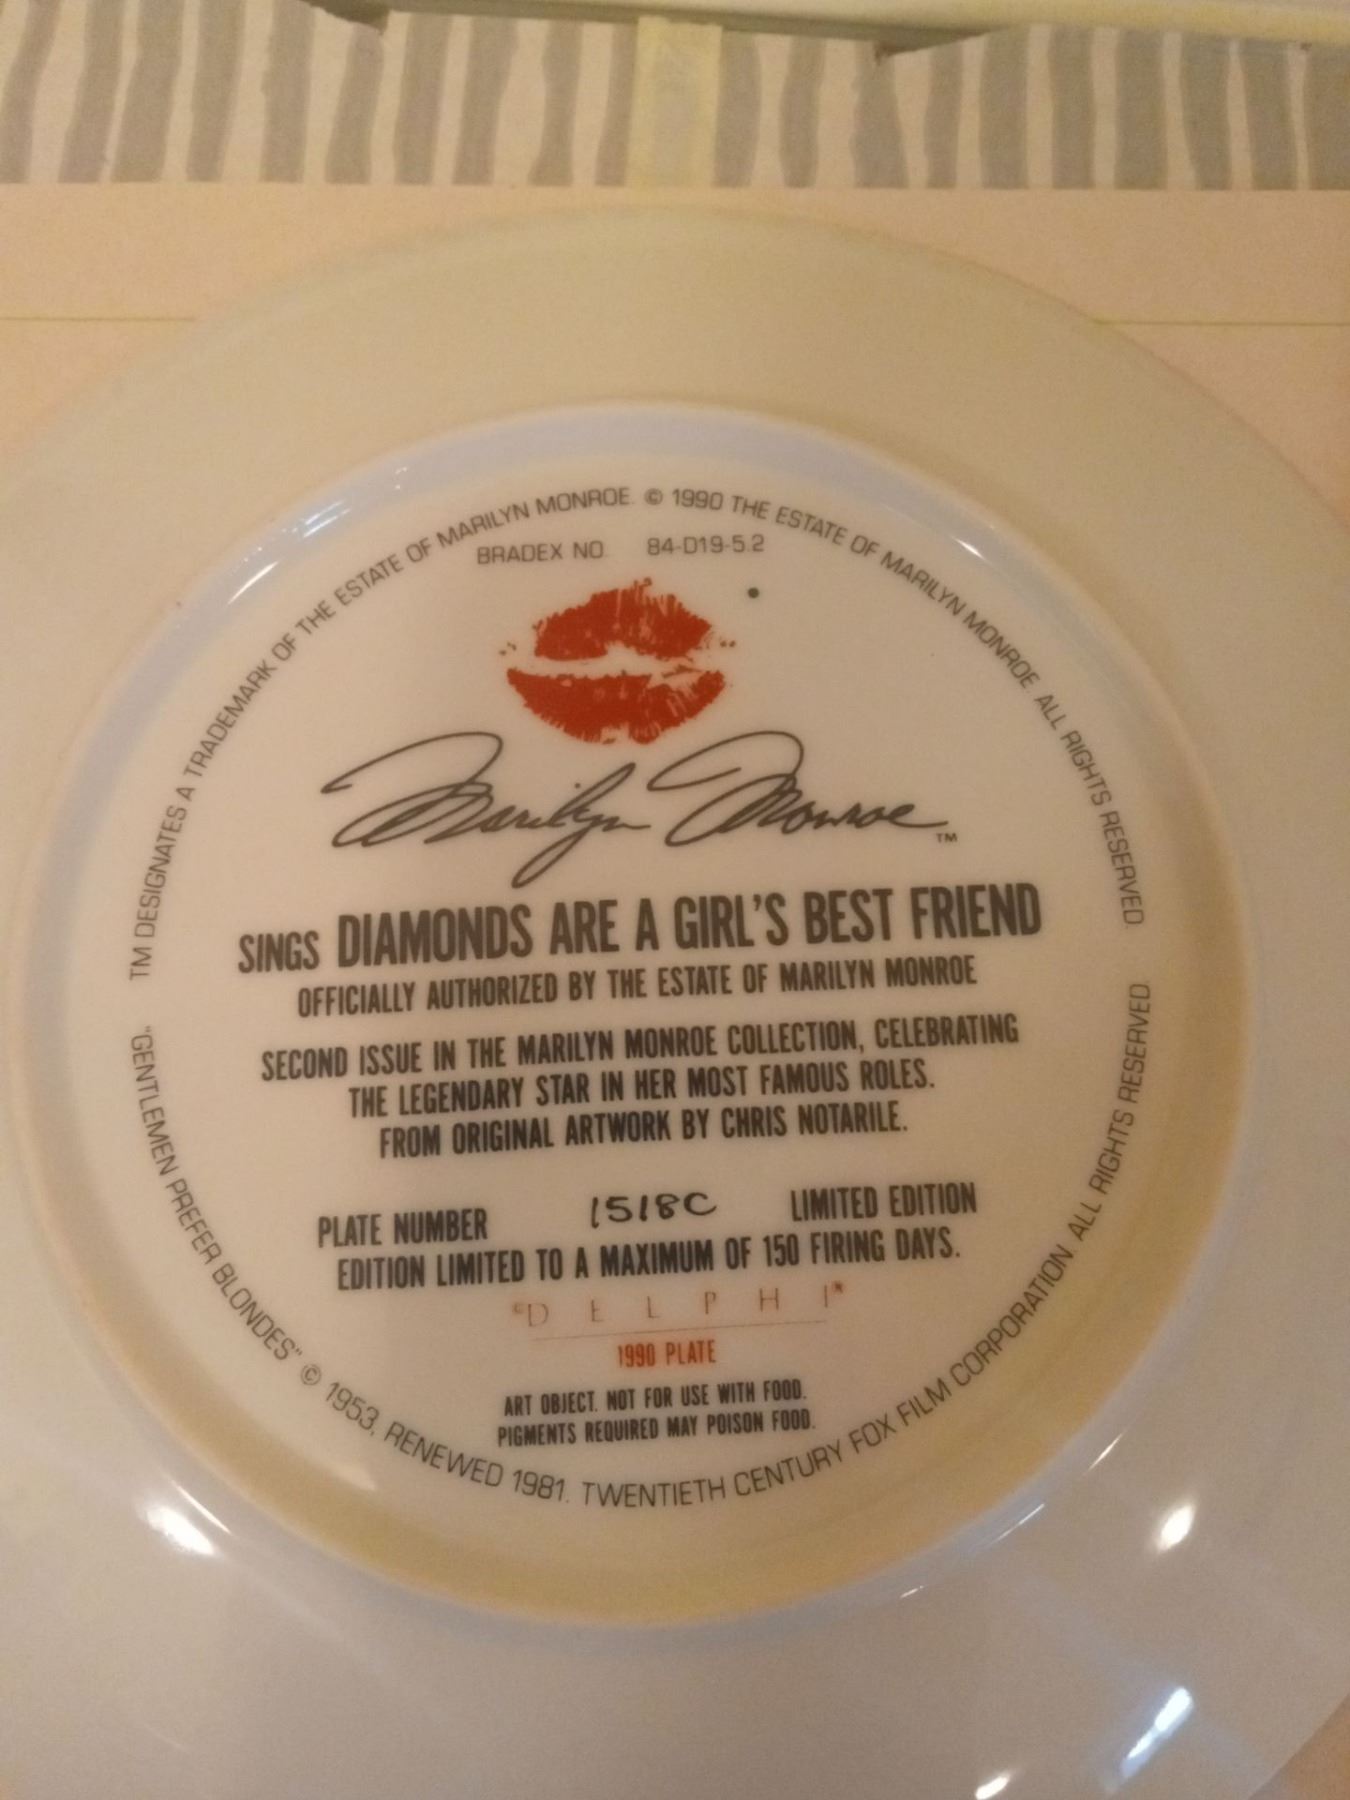 TM DESIGNATES A TRADEMARK OF THE ESTATE OF MARILYN MONROE. © 1990 THE ESTATE OF MARILYN MONROE. ALL RIGHTS RESERVED.
BRADEX NO. 84-D19-5.2
Marilyn Monroe™
SINGS DIAMONDS ARE A GIRL'S BEST FRIEND
OFFICIALLY AUTHORIZED BY THE ESTATE OF MARILYN MONROE
SECOND ISSUE IN THE MARILYN MONROE COLLECTION, CELEBRATING
THE LEGENDARY STAR IN HER MOST FAMOUS ROLES.
FROM ORIGINAL ARTWORK BY CHRIS NOTARILE.
PLATE NUMBER 1518C LIMITED EDITION
EDITION LIMITED TO A MAXIMUM OF 150 FIRING DAYS.
DELPHI
1990 PLATE
ART OBJECT. NOT FOR USE WITH FOOD.
PIGMENTS REQUIRED MAY POISON FOOD.
"GENTLEMEN PREFER BLONDES" © 1953, RENEWED 1981. TWENTIETH CENTURY FOX FILM CORPORATION. ALL RIGHTS RESERVED.